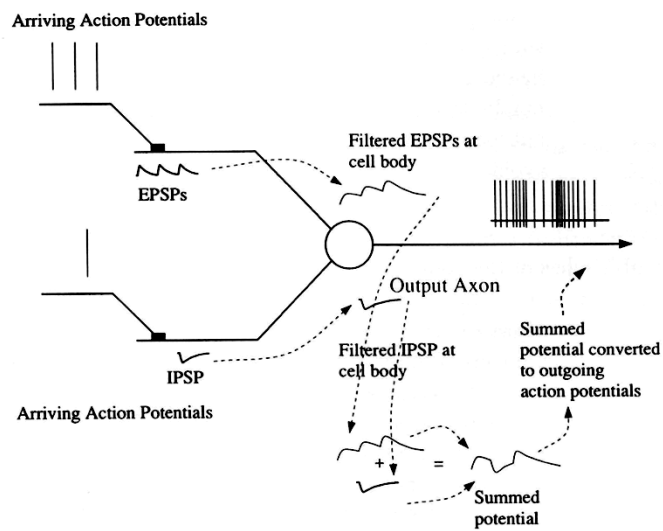 Arriving Action Potentials
EPSPs
Filtered EPSPs at
cell body
Output Axon
IPSP
Filtered IPSP at
cell body
Arriving Action Potentials
Summed
potential converted
to outgoing
action potentials
+
=
Summed
potential